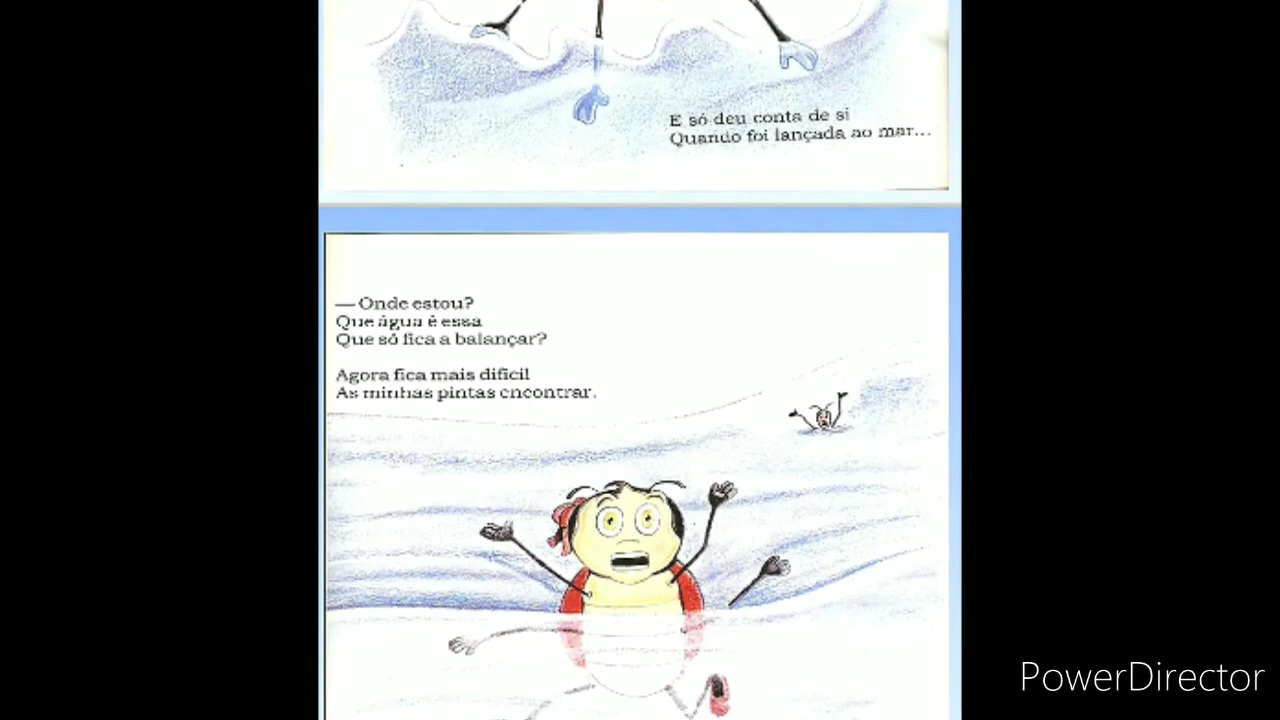 E só deu conta de si
Quando foi lançada ao mar...
— Onde estou?
Que água é essa
Que só fica a balançar?
Agora fica mais difícil
As minhas pintas encontrar.
PowerDirector